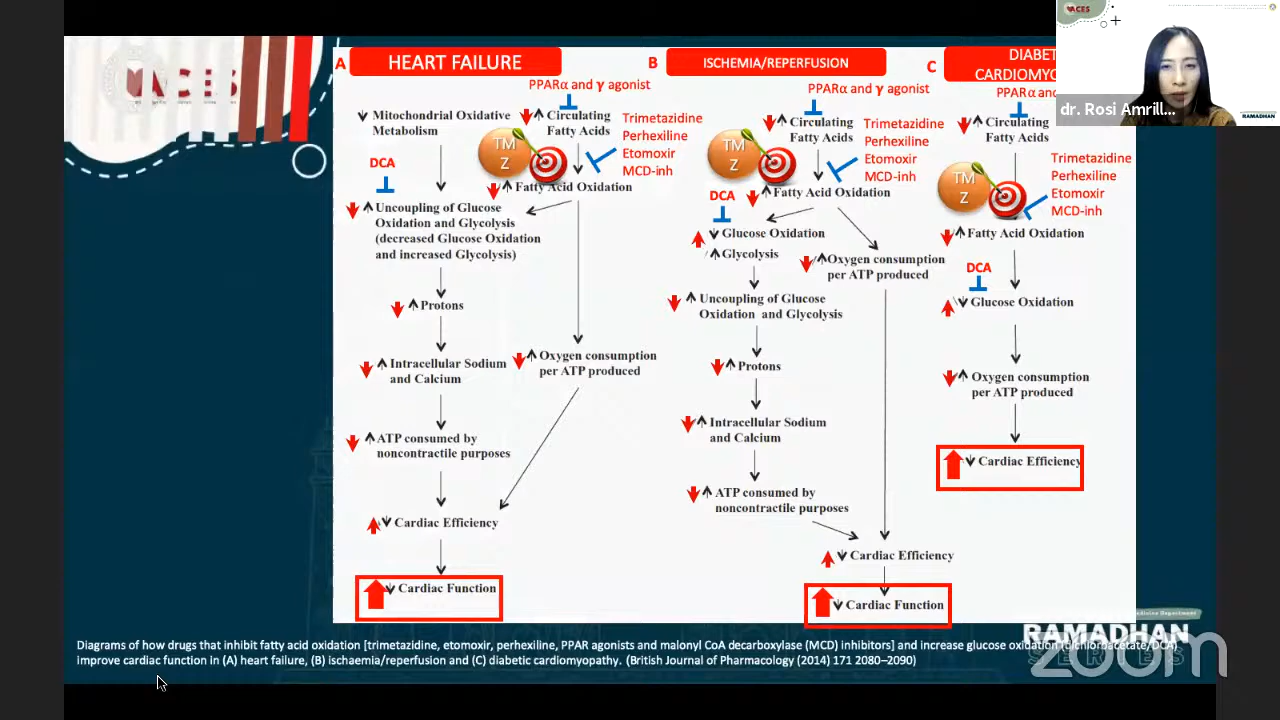 ACES
ACES
dr. Rosi Amrill...
RAMADHAN
A
HEART FAILURE
PPARα and γ agonist
Mitochondrial Oxidative
Metabolism
Circulating
Fatty Acids
Trimetazidine
Perhexiline
Etomoxir
MCD-inh
TM
Z
DCA
Fatty Acid Oxidation
Uncoupling of Glucose
Oxidation and Glycolysis
(decreased Glucose Oxidation
and increased Glycolysis)
Protons
Intracellular Sodium
and Calcium
Oxygen consumption
per ATP produced
ATP consumed by
noncontractile purposes
Cardiac Efficiency
Cardiac Function
B
ISCHEMIA/REPERFUSION
PPARα and γ agonist
Circulating
Fatty Acids
Trimetazidine
Perhexiline
Etomoxir
MCD-inh
TM
Z
DCA
Fatty Acid Oxidation
Glucose Oxidation
Glycolysis
Oxygen consumption
per ATP produced
Uncoupling of Glucose
Oxidation and Glycolysis
Protons
Intracellular Sodium
and Calcium
ATP consumed by
noncontractile purposes
Cardiac Efficiency
Cardiac Function
C
DIABET
CARDIOMYO
PPARα and
Circulating
Fatty Acids
Trimetazidine
Perhexiline
Etomoxir
MCD-inh
TM
Z
Fatty Acid Oxidation
DCA
Glucose Oxidation
Oxygen consumption
per ATP produced
Cardiac Efficiency
RAMADHAN
zoom
Diagrams of how drugs that inhibit fatty acid oxidation [trimetazidine, etomoxir, perhexiline, PPAR agonists and malonyl CoA decarboxylase (MCD) inhibitors] and increase glucose oxidation (dichloracetate/DCA)
improve cardiac function in (A) heart failure, (B) ischaemia/reperfusion and (C) diabetic cardiomyopathy. (British Journal of Pharmacology (2014) 171 2080–2090)